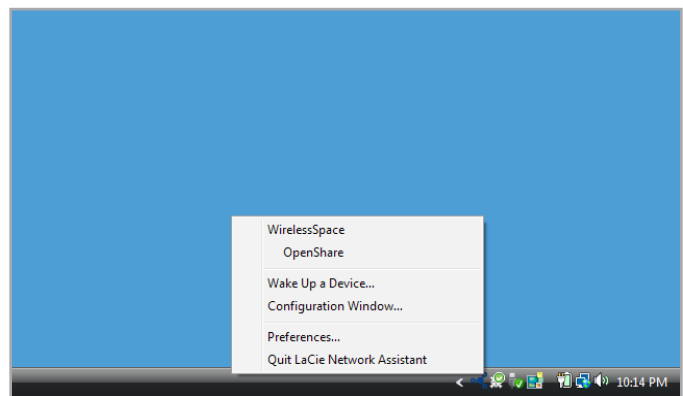 WirelessSpace
OpenShare
Wake Up a Device...
Configuration Window...
Preferences...
Quit LaCie Network Assistant
10:14 PM